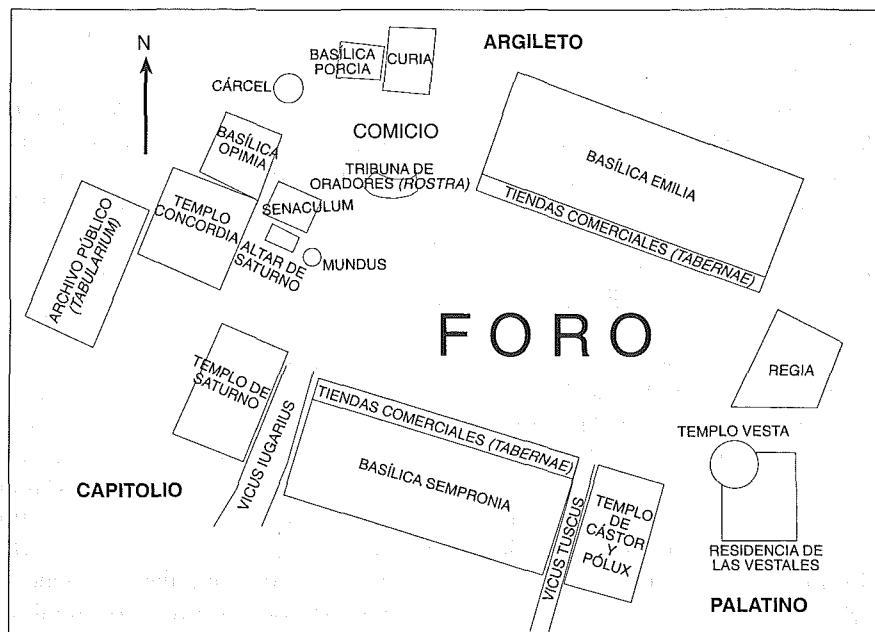 N
ARGILETO
BASÍLICA
PORCIA
CURIA
CÁRCEL
COMICIO
BASÍLICA
OPIMIA
TRIBUNA DE
ORADORES (ROSTRA)
BASÍLICA EMILIA
TIENDAS COMERCIALES (TABERNAE)
SENACULUM
TEMPLO
CONCORDIA
ARCHIVO PÚBLICO
(TABULARIUM)
ALTAR DE
SATURNO
MUNDUS
FORO
REGIA
TEMPLO DE
SATURNO
VICUS IUGARIUS
TIENDAS COMERCIALES (TABERNAE)
BASÍLICA SEMPRONIA
TEMPLO VESTA
CAPITOLIO
VICUS TUSCUS
TEMPLO
DE
CÁSTOR
Y
PÓLUX
RESIDENCIA DE
LAS VESTALES
PALATINO